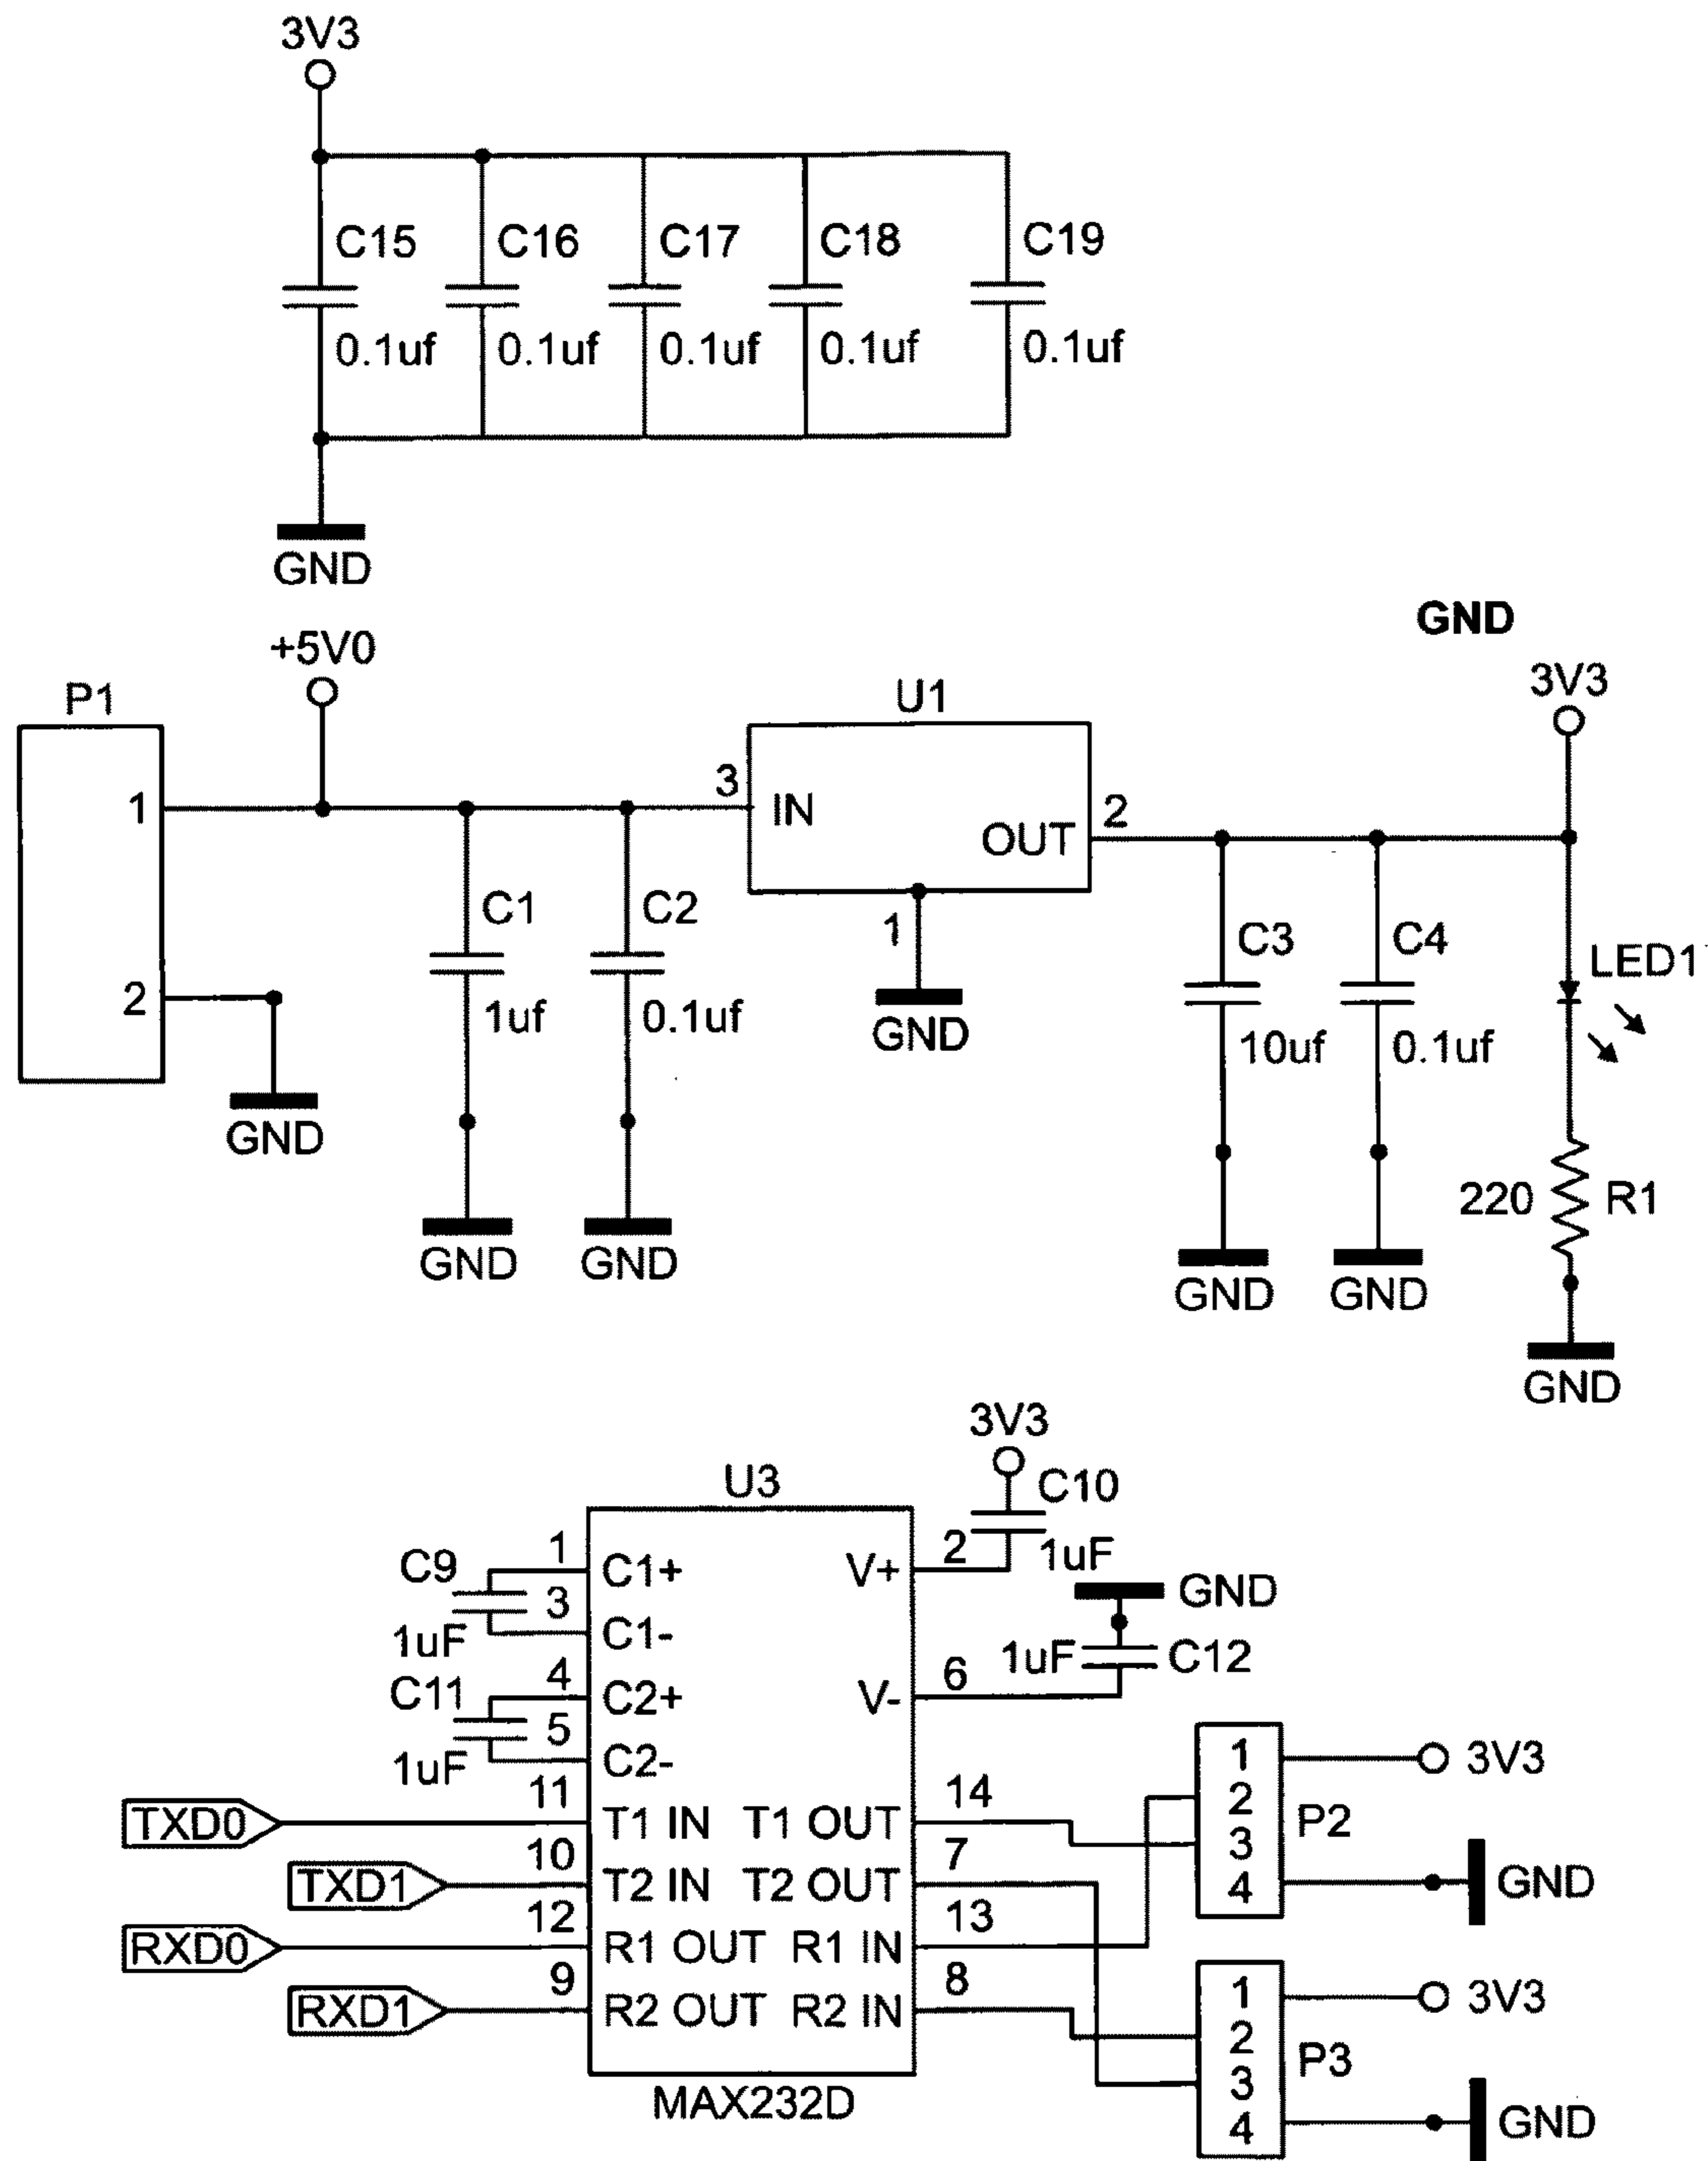 3V3
C15 C16 C17 C18 C19
0.1uf 0.1uf 0.1uf 0.1uf 0.1uf
GND
GND
+5V0
3V3
P1
U1
1
3
IN
OUT
2
1
GND
2
GND
C1
1uf
GND
C2
0.1uf
GND
C3
10uf
GND
C4
0.1uf
GND
LED1
220 R1
GND
3V3
C10
1uF
U3
C9
1uF
C11
1uF
1 C1+ V+ 2
3 C1-
4 C2+ V- 6
5 C2-
GND
1uF C12
TXD0 11 T1 IN T1 OUT 14
TXD1 10 T2 IN T2 OUT 7
RXD0 12 R1 OUT R1 IN 13
RXD1 9 R2 OUT R2 IN 8
MAX232D
1 3V3
2
3
4 GND
P2
1 3V3
2
3
4 GND
P3